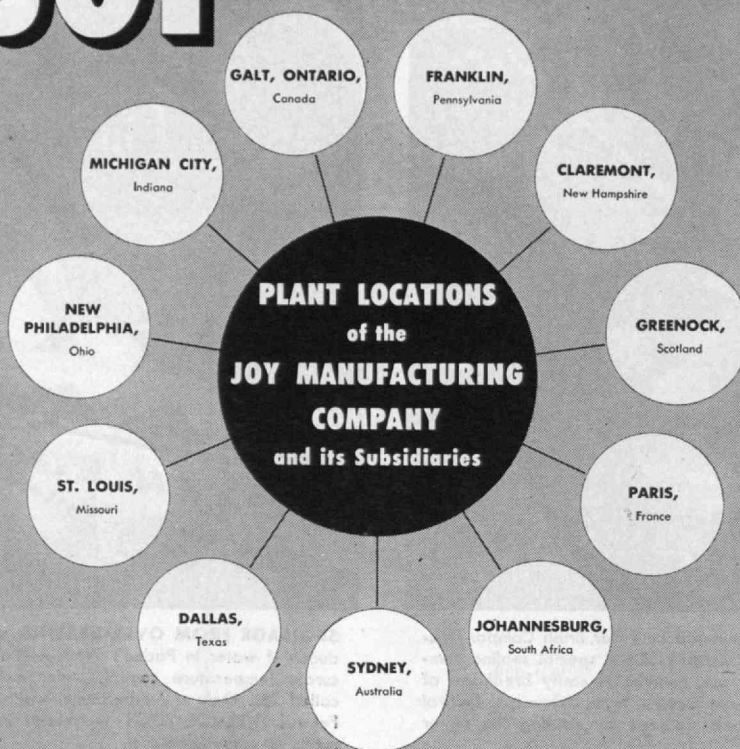 GALT, ONTARIO,
Canada
FRANKLIN,
Pennsylvania
MICHIGAN CITY,
Indiana
CLAREMONT,
New Hampshire
NEW
PHILADELPHIA,
Ohio
PLANT LOCATIONS
of the
JOY MANUFACTURING
COMPANY
and its Subsidiaries
GREENOCK,
Scotland
ST. LOUIS,
Missouri
PARIS,
France
DALLAS,
Texas
SYDNEY,
Australia
JOHANNESBURG,
South Africa